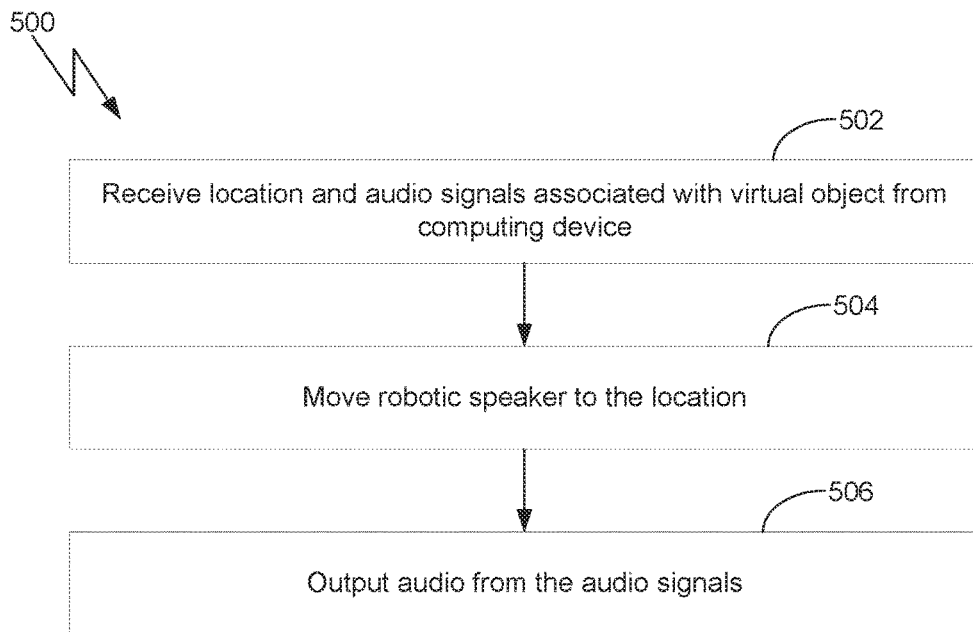 500
502
Receive location and audio signals associated with virtual object from
computing device
504
Move robotic speaker to the location
506
Output audio from the audio signals